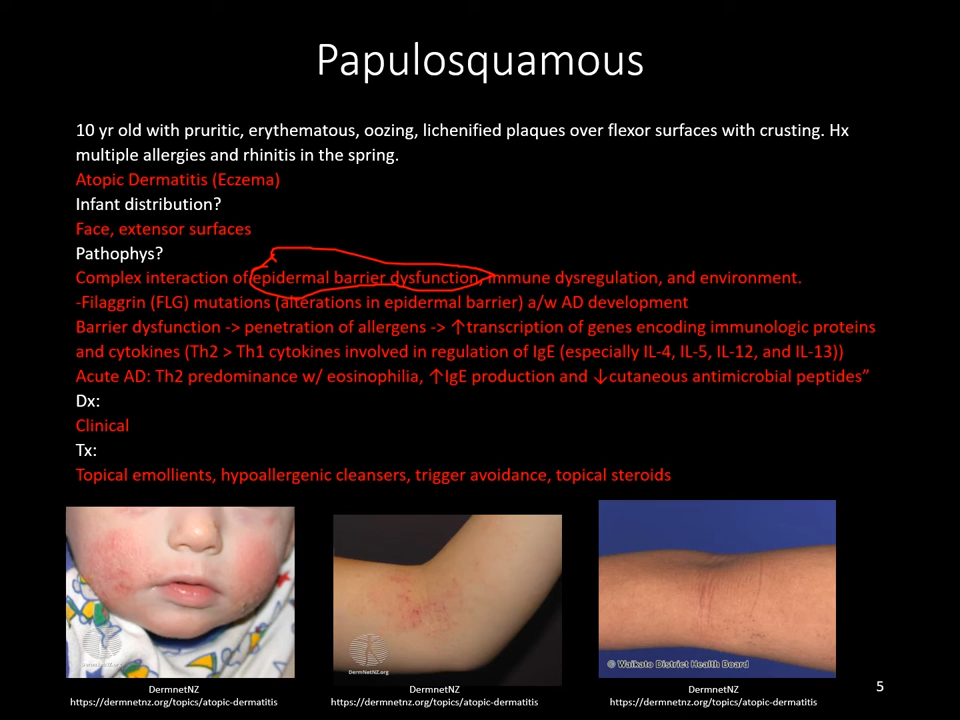 Papulosquamous
10 yr old with pruritic, erythematous, oozing, lichenified plaques over flexor surfaces with crusting. Hx
multiple allergies and rhinitis in the spring.
Atopic Dermatitis (Eczema)
Infant distribution?
Face, extensor surfaces
Pathophys?
Complex interaction of epidermal barrier dysfunction, immune dysregulation, and environment.
-Filaggrin (FLG) mutations (alterations in epidermal barrier) a/w AD development
Barrier dysfunction -> penetration of allergens -> ↑transcription of genes encoding immunologic proteins
and cytokines (Th2 > Th1 cytokines involved in regulation of IgE (especially IL-4, IL-5, IL-12, and IL-13))
Acute AD: Th2 predominance w/ eosinophilia, ↑IgE production and ↓cutaneous antimicrobial peptides”
Dx:
Clinical
Tx:
Topical emollients, hypoallergenic cleansers, trigger avoidance, topical steroids
DermNetNZ.org
DermNetNZ.org
© Waikato District Health Board
DermnetNZ
https://dermnetnz.org/topics/atopic-dermatitis
DermnetNZ
https://dermnetnz.org/topics/atopic-dermatitis
DermnetNZ
https://dermnetnz.org/topics/atopic-dermatitis
5